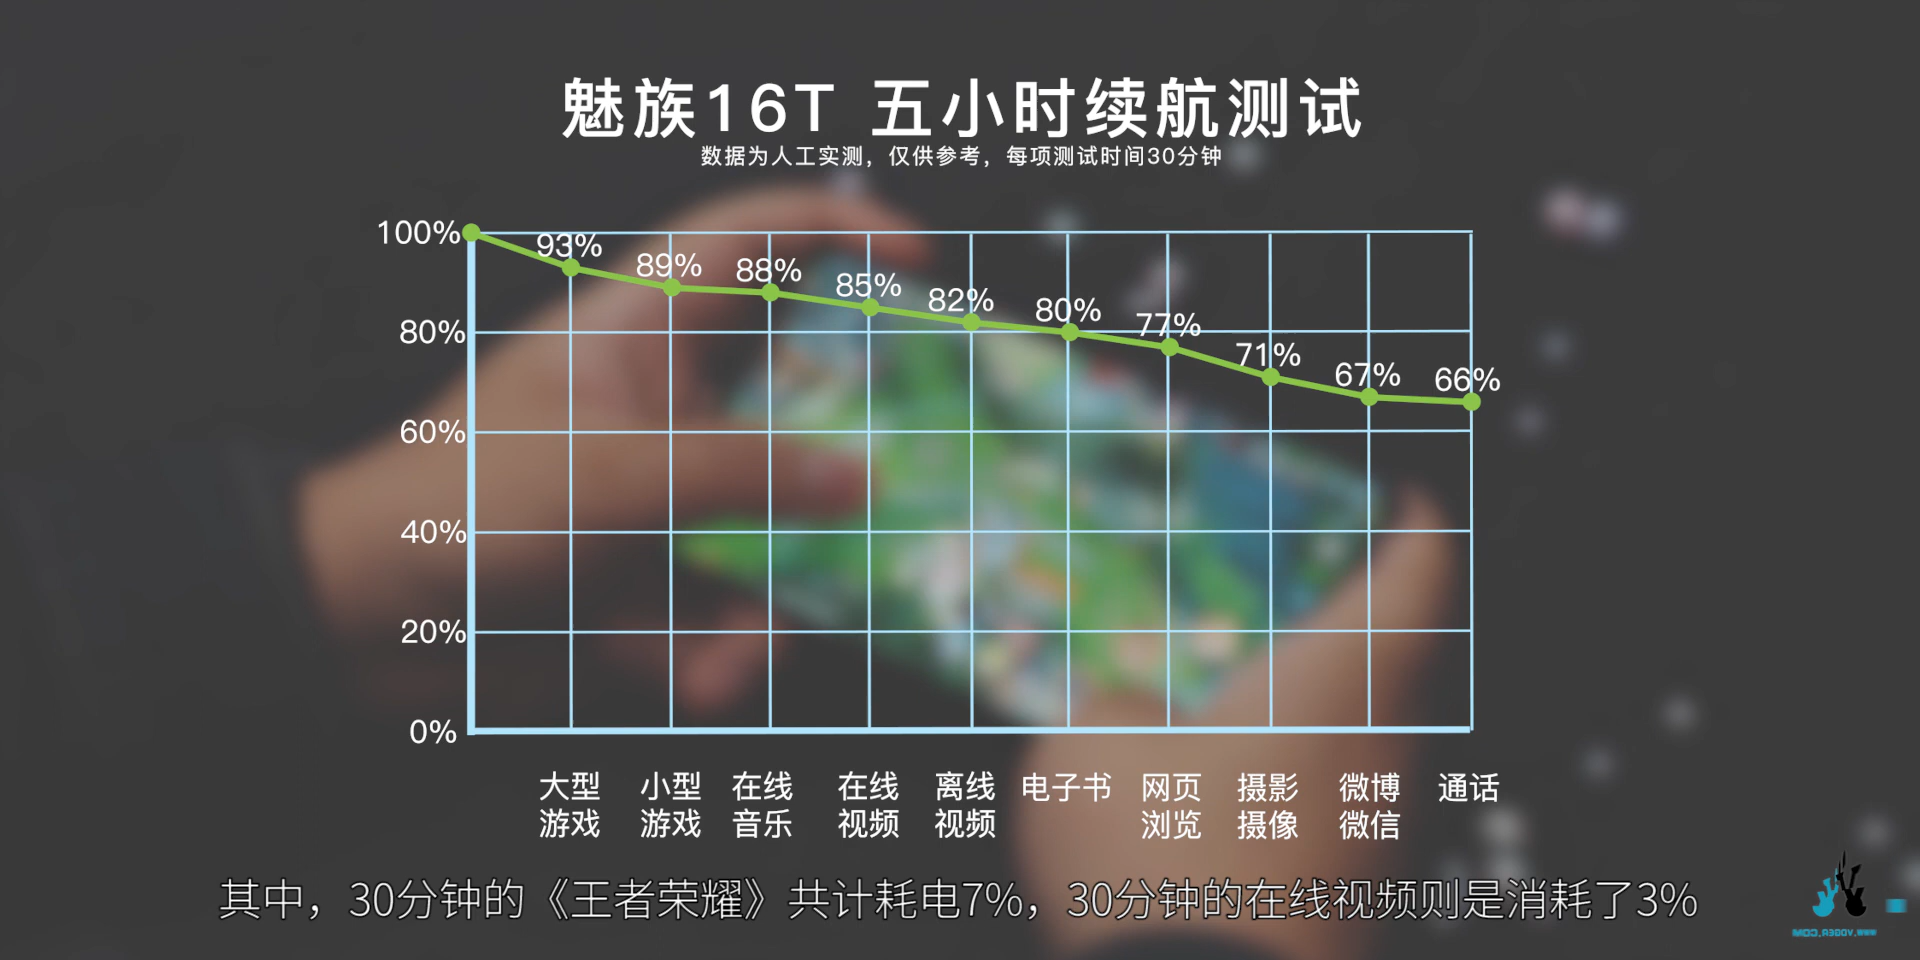 魅族16T 五小时续航测试
数据为人工实测，仅供参考，每项测试时间30分钟
100%
93%
89%
88%
85%
82%
80%
77%
71%
67%
66%
80%
60%
40%
20%
0%
大型
游戏
小型
游戏
在线
音乐
在线
视频
离线
视频
电子书
网页
浏览
摄影
摄像
微博
微信
通话
其中，30分钟的《王者荣耀》共计耗电7%，30分钟的在线视频则是消耗了3%